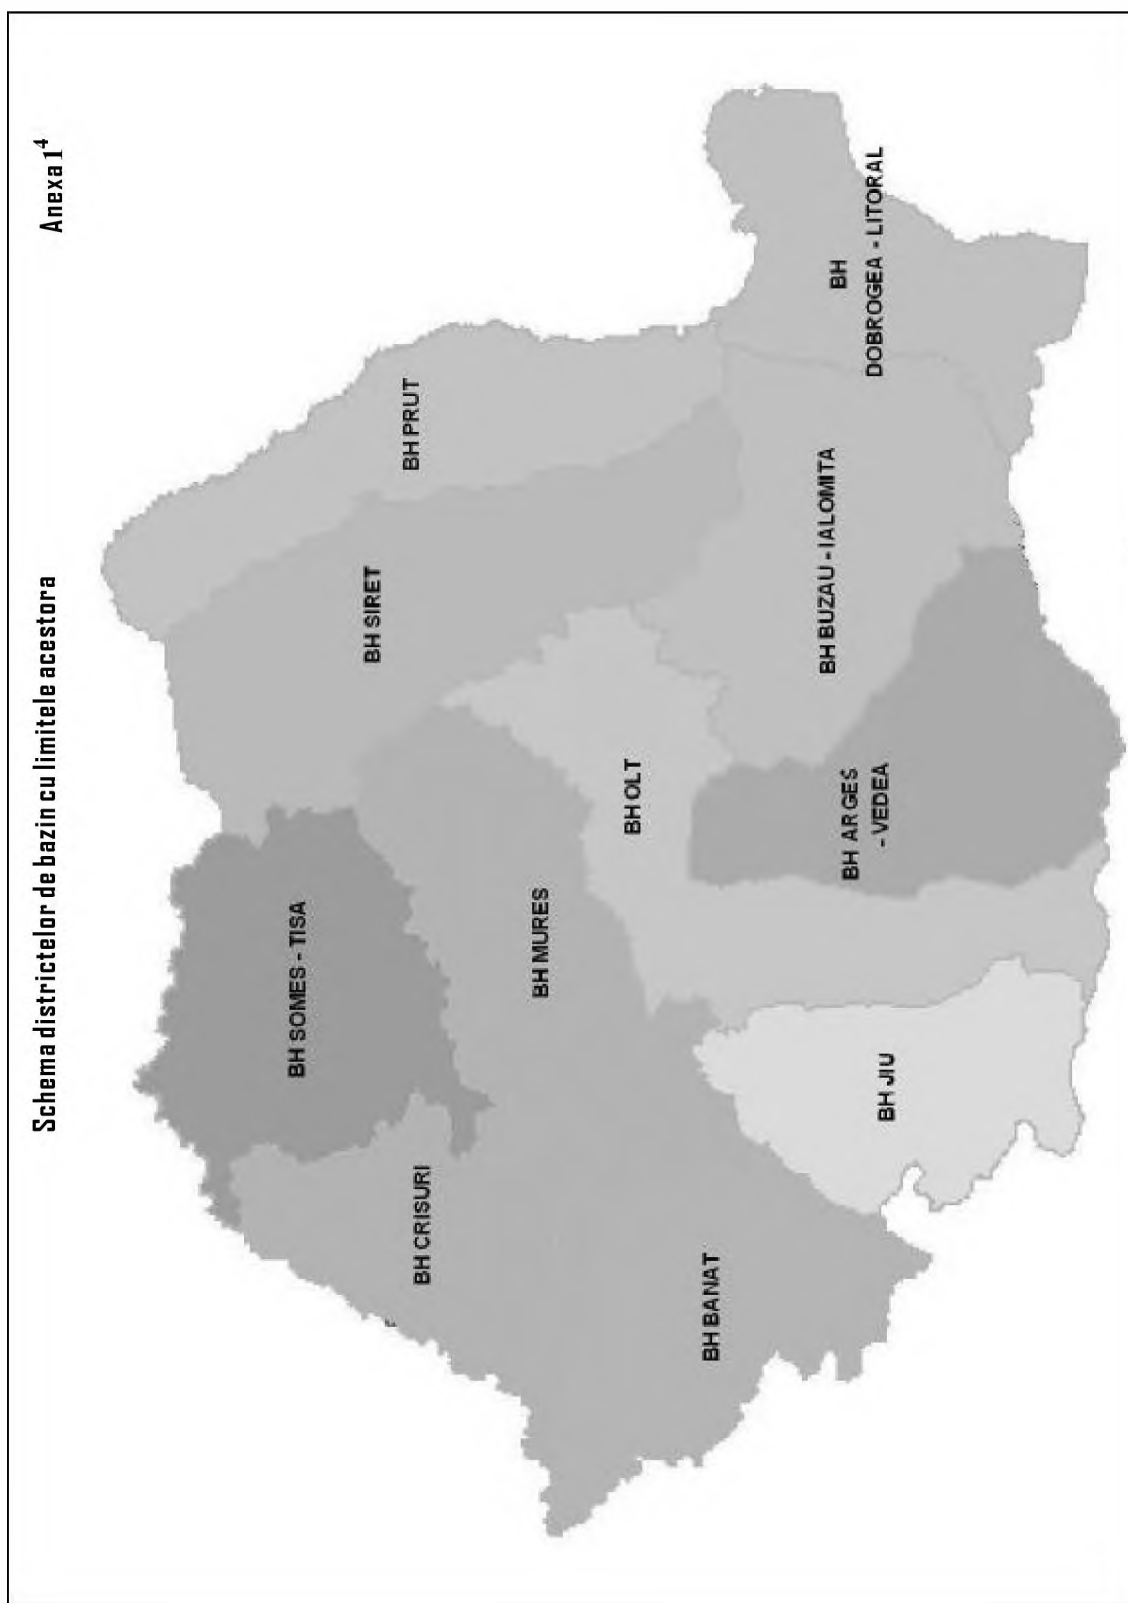 Anexa 1⁴
Schema districtelor de bazin cu limitele acestora
BH SOMES - TISA
BH CRISURI
BH SIRET
BH PRUT
BH MURES
BH OLT
BH BANAT
BH BUZAU - IALOMITA
BH
DOBROGEA - LITORAL
BH ARGES
- VEDEA
BH JIU